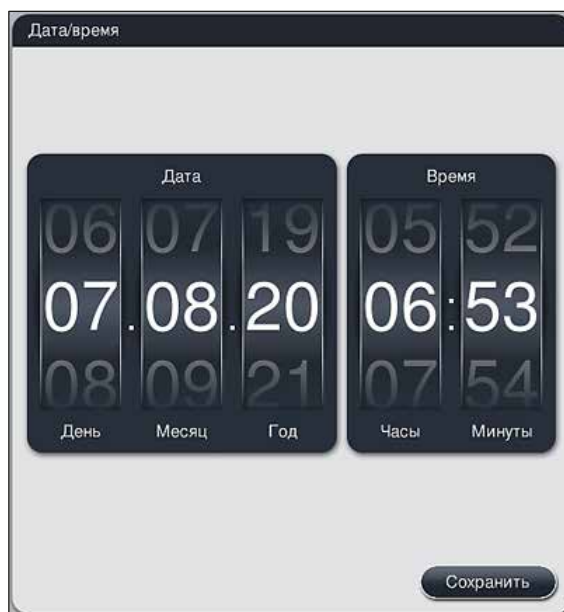 Дата/время
Дата
06 07 19
07.08.20
08 09 21
День Месяц Год
Время
05 52
06:53
07 54
Часы Минуты
Сохранить